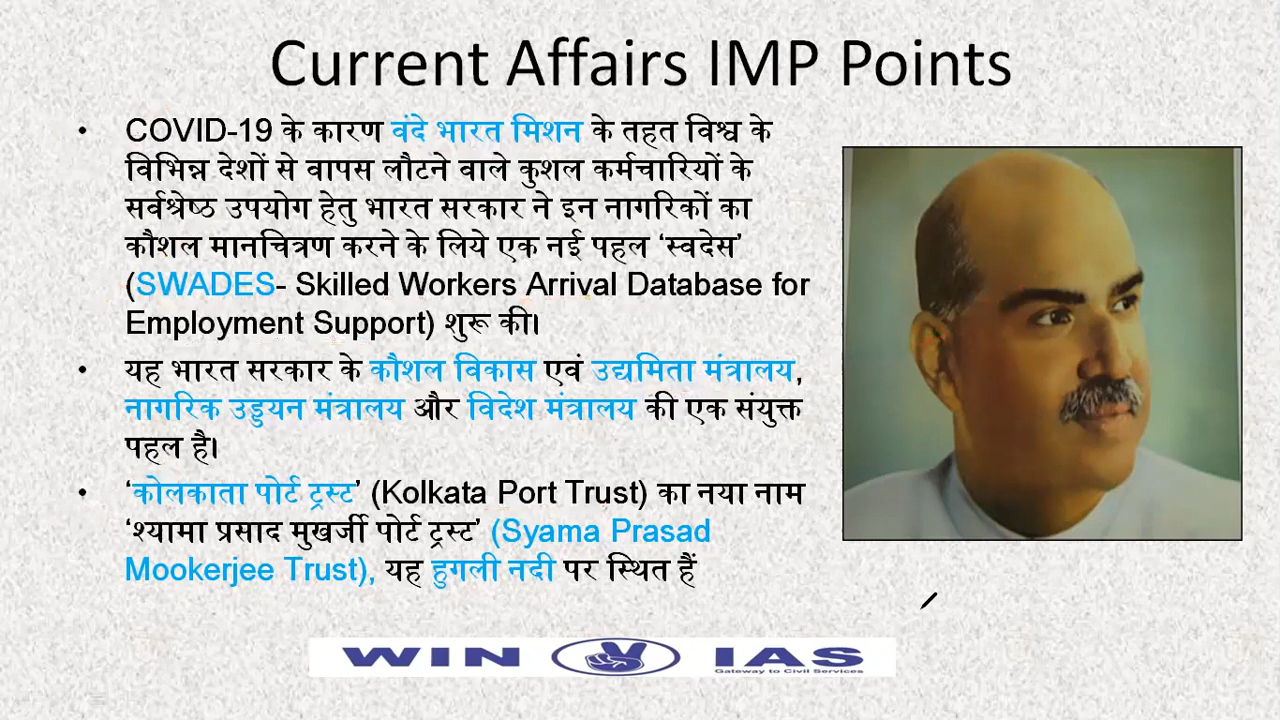 Current Affairs IMP Points
• COVID-19 के कारण वंदे भारत मिशन के तहत विश्व के
विभिन्न देशों से वापस लौटने वाले कुशल कर्मचारियों के
सर्वश्रेष्ठ उपयोग हेतु भारत सरकार ने इन नागरिकों का
कौशल मानचित्रण करने के लिये एक नई पहल ‘स्वदेस’
(SWADES- Skilled Workers Arrival Database for
Employment Support) शुरू की।
• यह भारत सरकार के कौशल विकास एवं उद्यमिता मंत्रालय,
नागरिक उड्डयन मंत्रालय और विदेश मंत्रालय की एक संयुक्त
पहल है।
• ‘कोलकाता पोर्ट ट्रस्ट’ (Kolkata Port Trust) का नया नाम
‘श्यामा प्रसाद मुखर्जी पोर्ट ट्रस्ट’ (Syama Prasad
Mookerjee Trust), यह हुगली नदी पर स्थित हैं
WIN IAS
Gateway to Civil Services